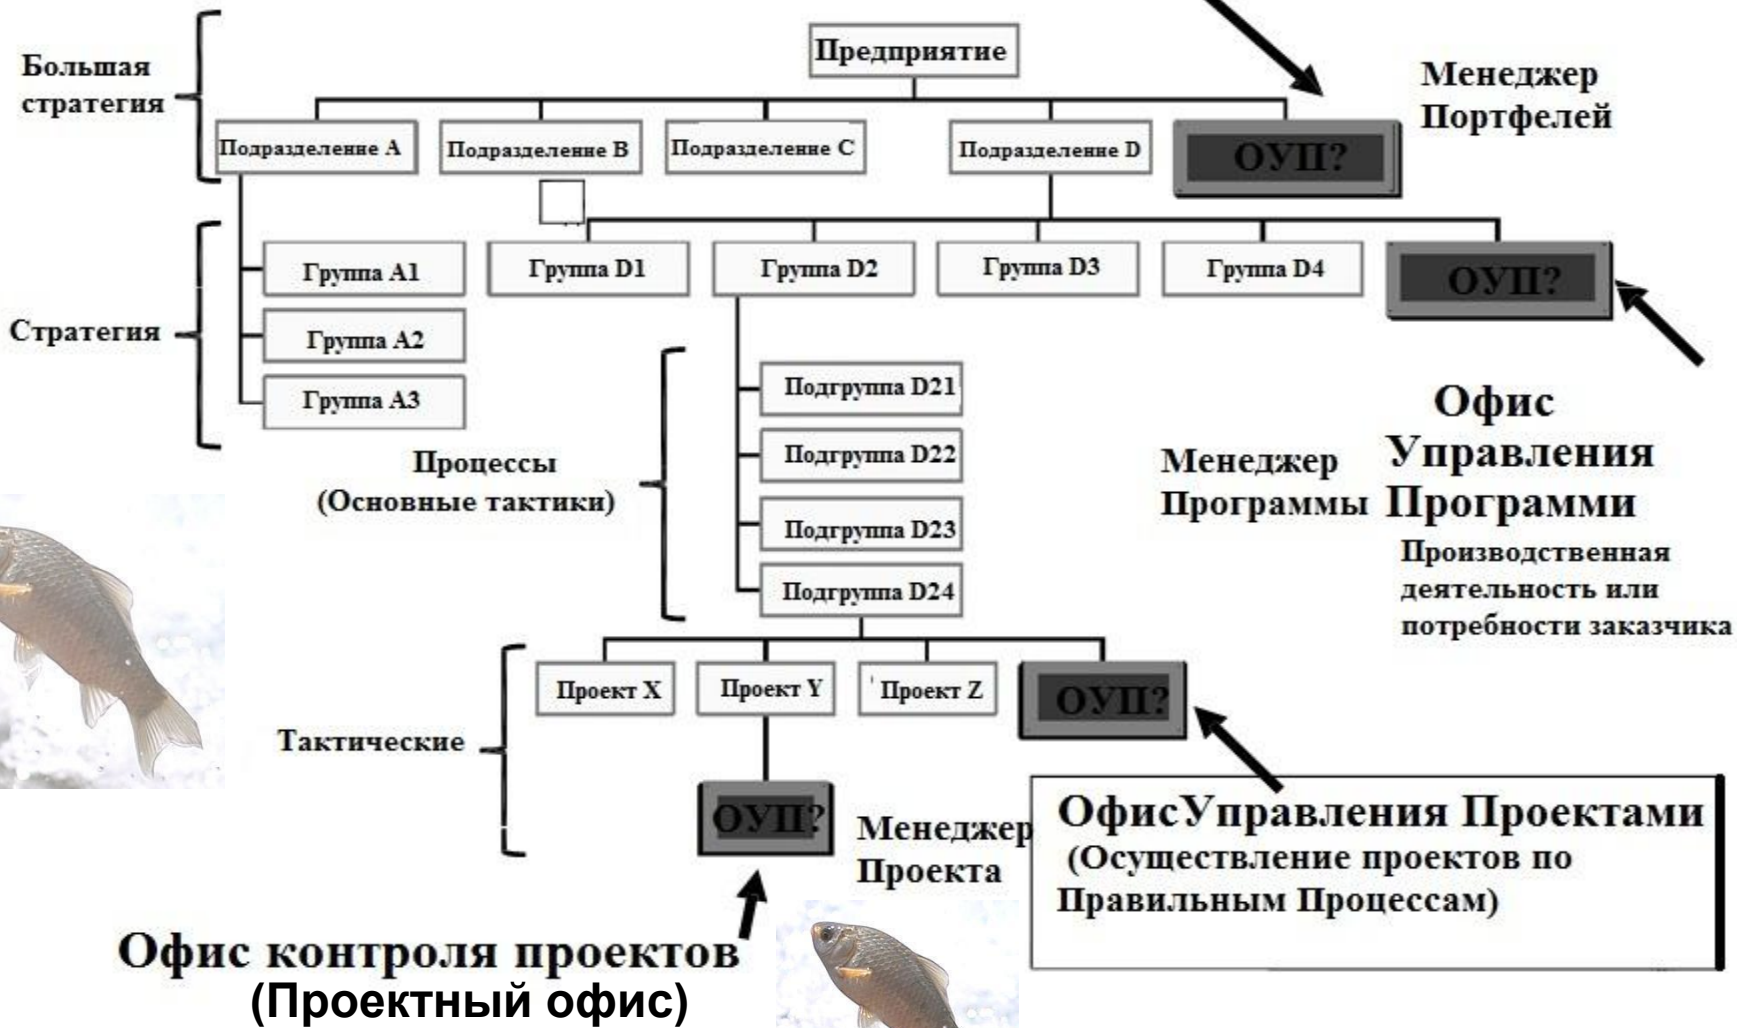 Предприятие
Большая
стратегия
Менеджер
Портфелей
Подразделение A
Подразделение B
Подразделение C
Подразделение D
ОУП?
Стратегия
Группа A1
Группа A2
Группа A3
Группа D1
Группа D2
Группа D3
Группа D4
ОУП?
Процессы
(Основные тактики)
Подгруппа D21
Подгруппа D22
Подгруппа D23
Подгруппа D24
Менеджер
Программы
Офис
Управления
Программи
Производственная
деятельность или
потребности заказчика
Тактические
Проект X
Проект Y
Проект Z
ОУП?
ОУП?
Менеджер
Проекта
ОфисУправления Проектами
(Осуществление проектов по
Правильным Процессам)
Офис контроля проектов
(Проектный офис)